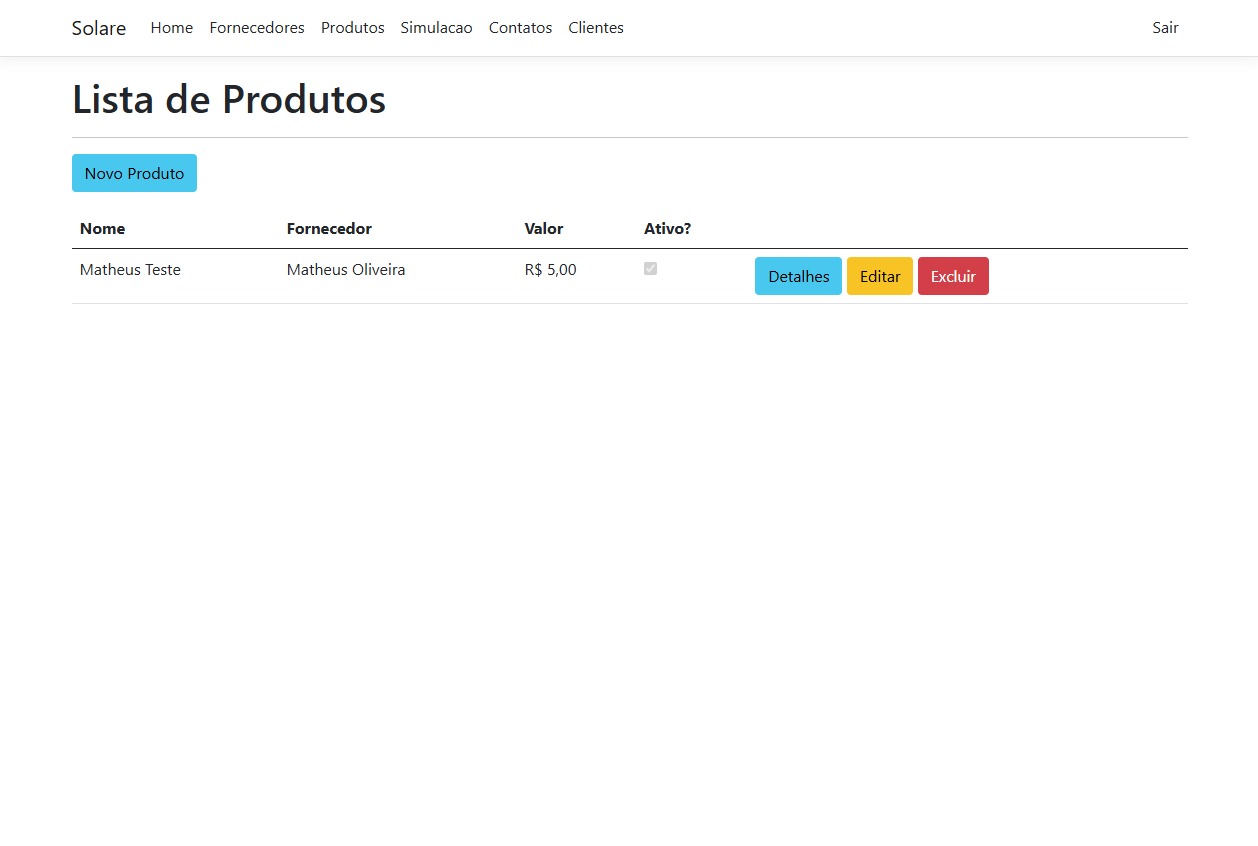 Solare Home Fornecedores Produtos Simulacao Contatos Clientes Sair
Lista de Produtos
Novo Produto
Nome Fornecedor Valor Ativo?
Matheus Teste Matheus Oliveira R$ 5,00 Detalhes Editar Excluir